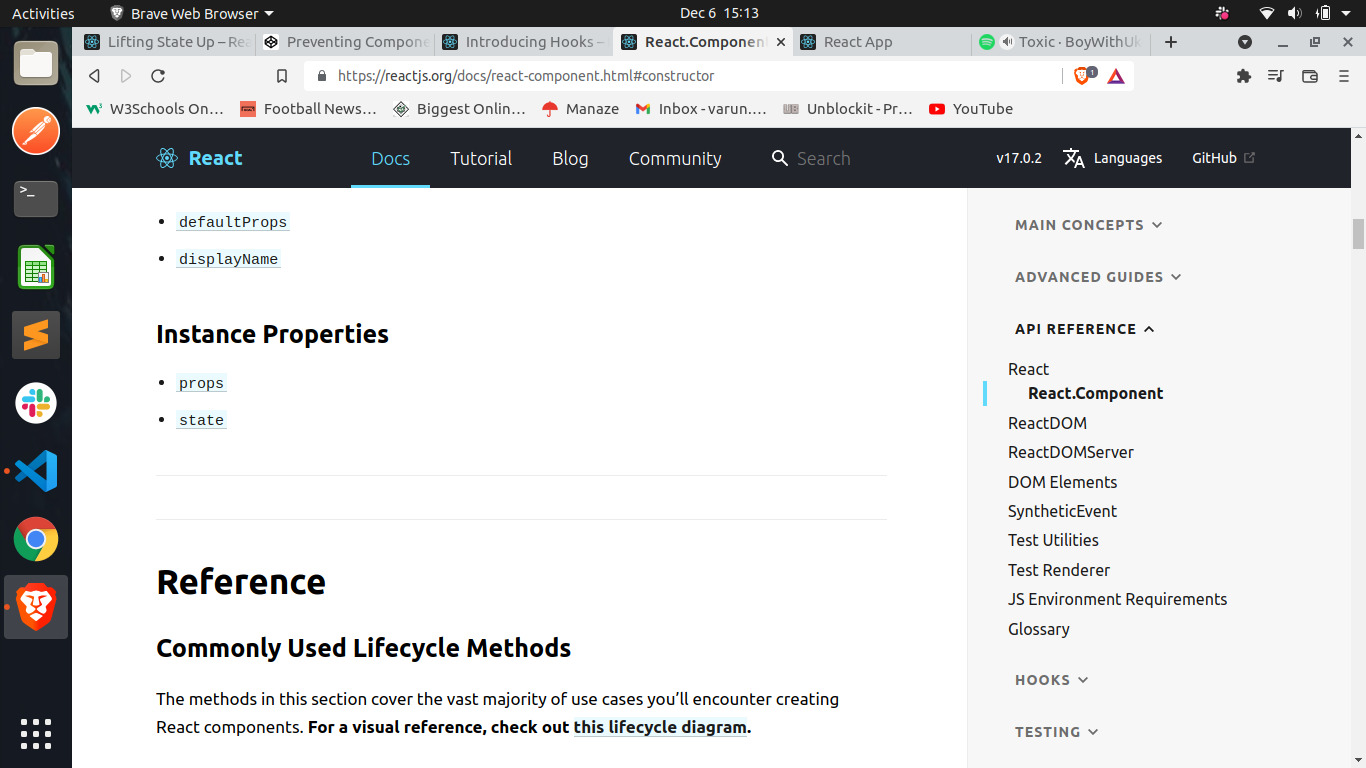 Activities
Brave Web Browser
Dec 6 15:13
Lifting State Up – Rea
Preventing Compone
Introducing Hooks –
React.Component
React App
Toxic · BoyWithUk
https://reactjs.org/docs/react-component.html#constructor
1
W3Schools On…
Football News…
Biggest Onlin…
Manaze
Inbox - varun.…
Unblockit - Pr…
YouTube
React
Docs
Tutorial
Blog
Community
Search
v17.0.2
Languages
GitHub
defaultProps
displayName
Instance Properties
props
state
Reference
Commonly Used Lifecycle Methods
The methods in this section cover the vast majority of use cases you’ll encounter creating
React components. For a visual reference, check out this lifecycle diagram.
MAIN CONCEPTS
ADVANCED GUIDES
API REFERENCE
React
React.Component
ReactDOM
ReactDOMServer
DOM Elements
SyntheticEvent
Test Utilities
Test Renderer
JS Environment Requirements
Glossary
HOOKS
TESTING